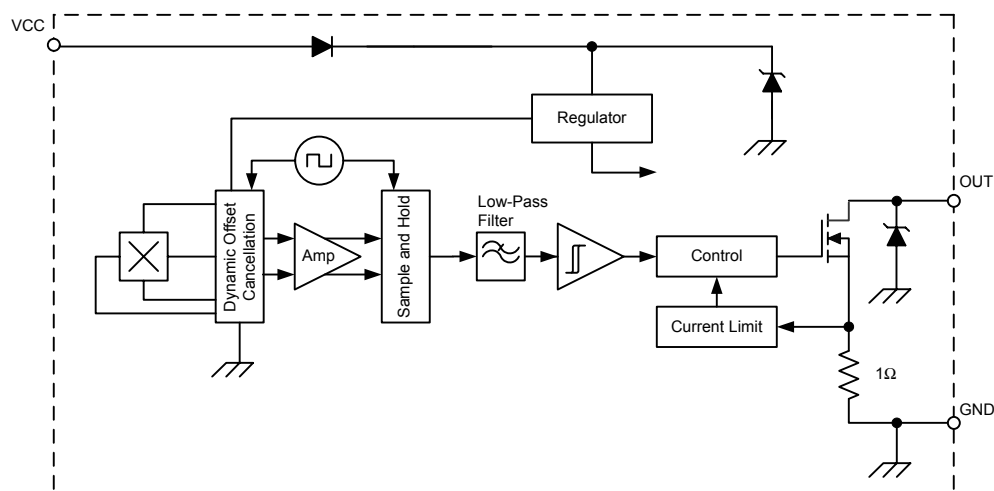 VCC
Regulator
OUT
Low-Pass
Filter
Dynamic Offset
Cancellation
Amp
Sample and Hold
Control
Current Limit
1Ω
GND